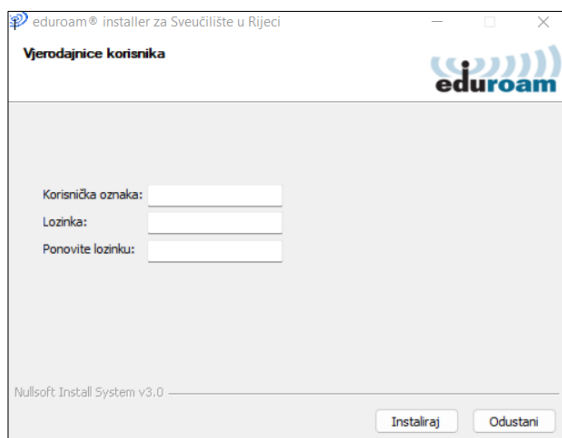 eduroam® installer za Sveučilište u Rijeci
Vjerodajnice korisnika
eduroam
Korisnička oznaka:
Lozinka:
Ponovite lozinku:
Nullsoft Install System v3.0
Instaliraj Odustani